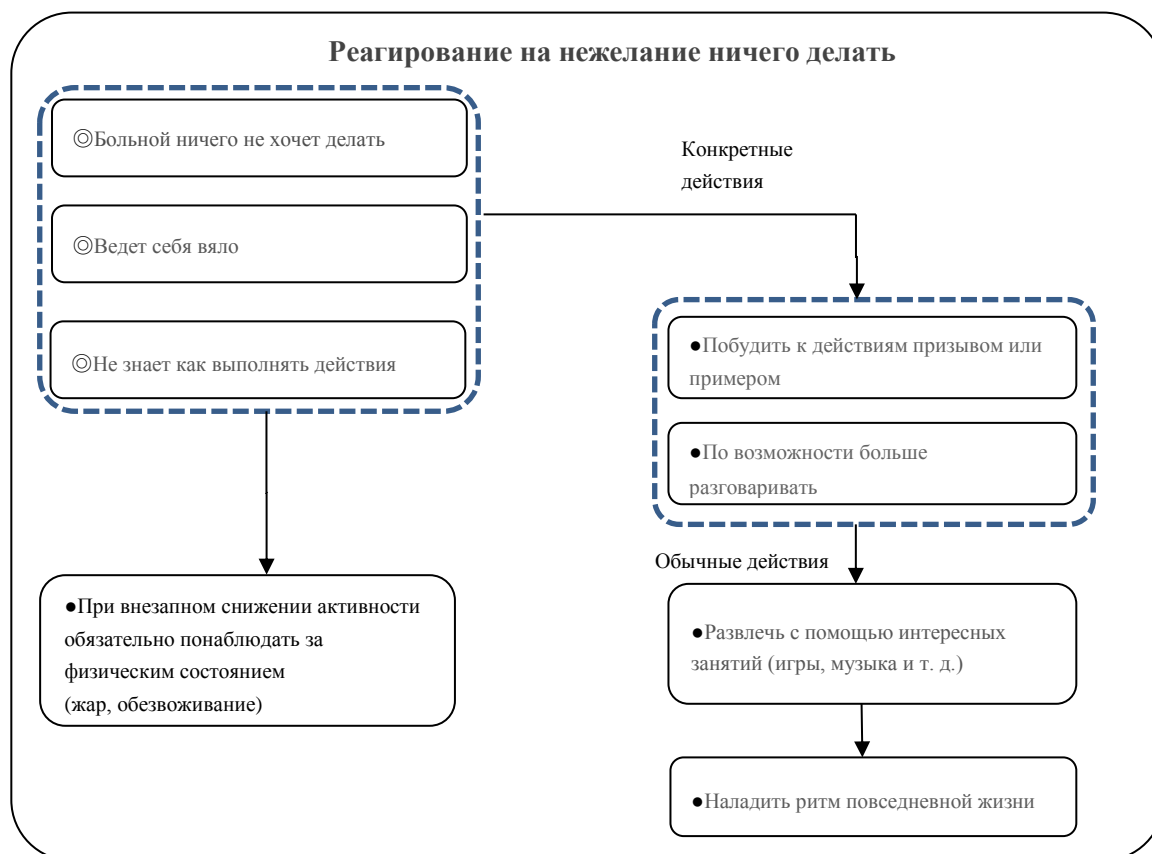 Реагирование на нежелание ничего делать
◎Больной ничего не хочет делать
◎Ведет себя вяло
◎Не знает как выполнять действия
Конкретные
действия
●Побудить к действиям призывом или
примером
●По возможности больше
разговаривать
●При внезапном снижении активности
обязательно понаблюдать за
физическим состоянием
(жар, обезвоживание)
Обычные действия
●Развлечь с помощью интересных
занятий (игры, музыка и т. д.)
●Наладить ритм повседневной жизни